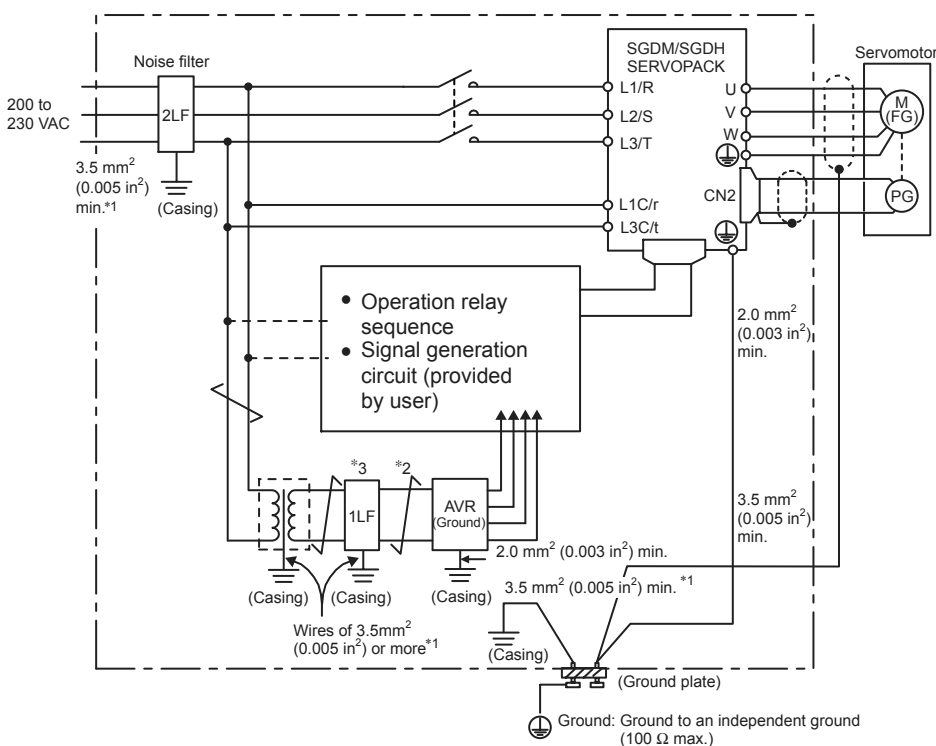 Noise filter
SGDM/SGDH
SERVOPACK
Servomotor
200 to
230 VAC
2LF
L1/R
L2/S
L3/T
U
V
W
M
(FG)
3.5 mm²
(0.005 in²)
min.*1
(Casing)
L1C/r
L3C/t
CN2
PG
• Operation relay
sequence
• Signal generation
circuit (provided
by user)
2.0 mm²
(0.003 in²)
min.
*3
*2
1LF
AVR
(Ground)
3.5 mm²
(0.005 in²)
min.
2.0 mm² (0.003 in²) min.
(Casing)
(Casing)
(Casing)
3.5 mm² (0.005 in²) min. *1
Wires of 3.5mm²
(0.005 in²) or more*1
(Casing)
(Ground plate)
Ground: Ground to an independent ground
(100 Ω max.)